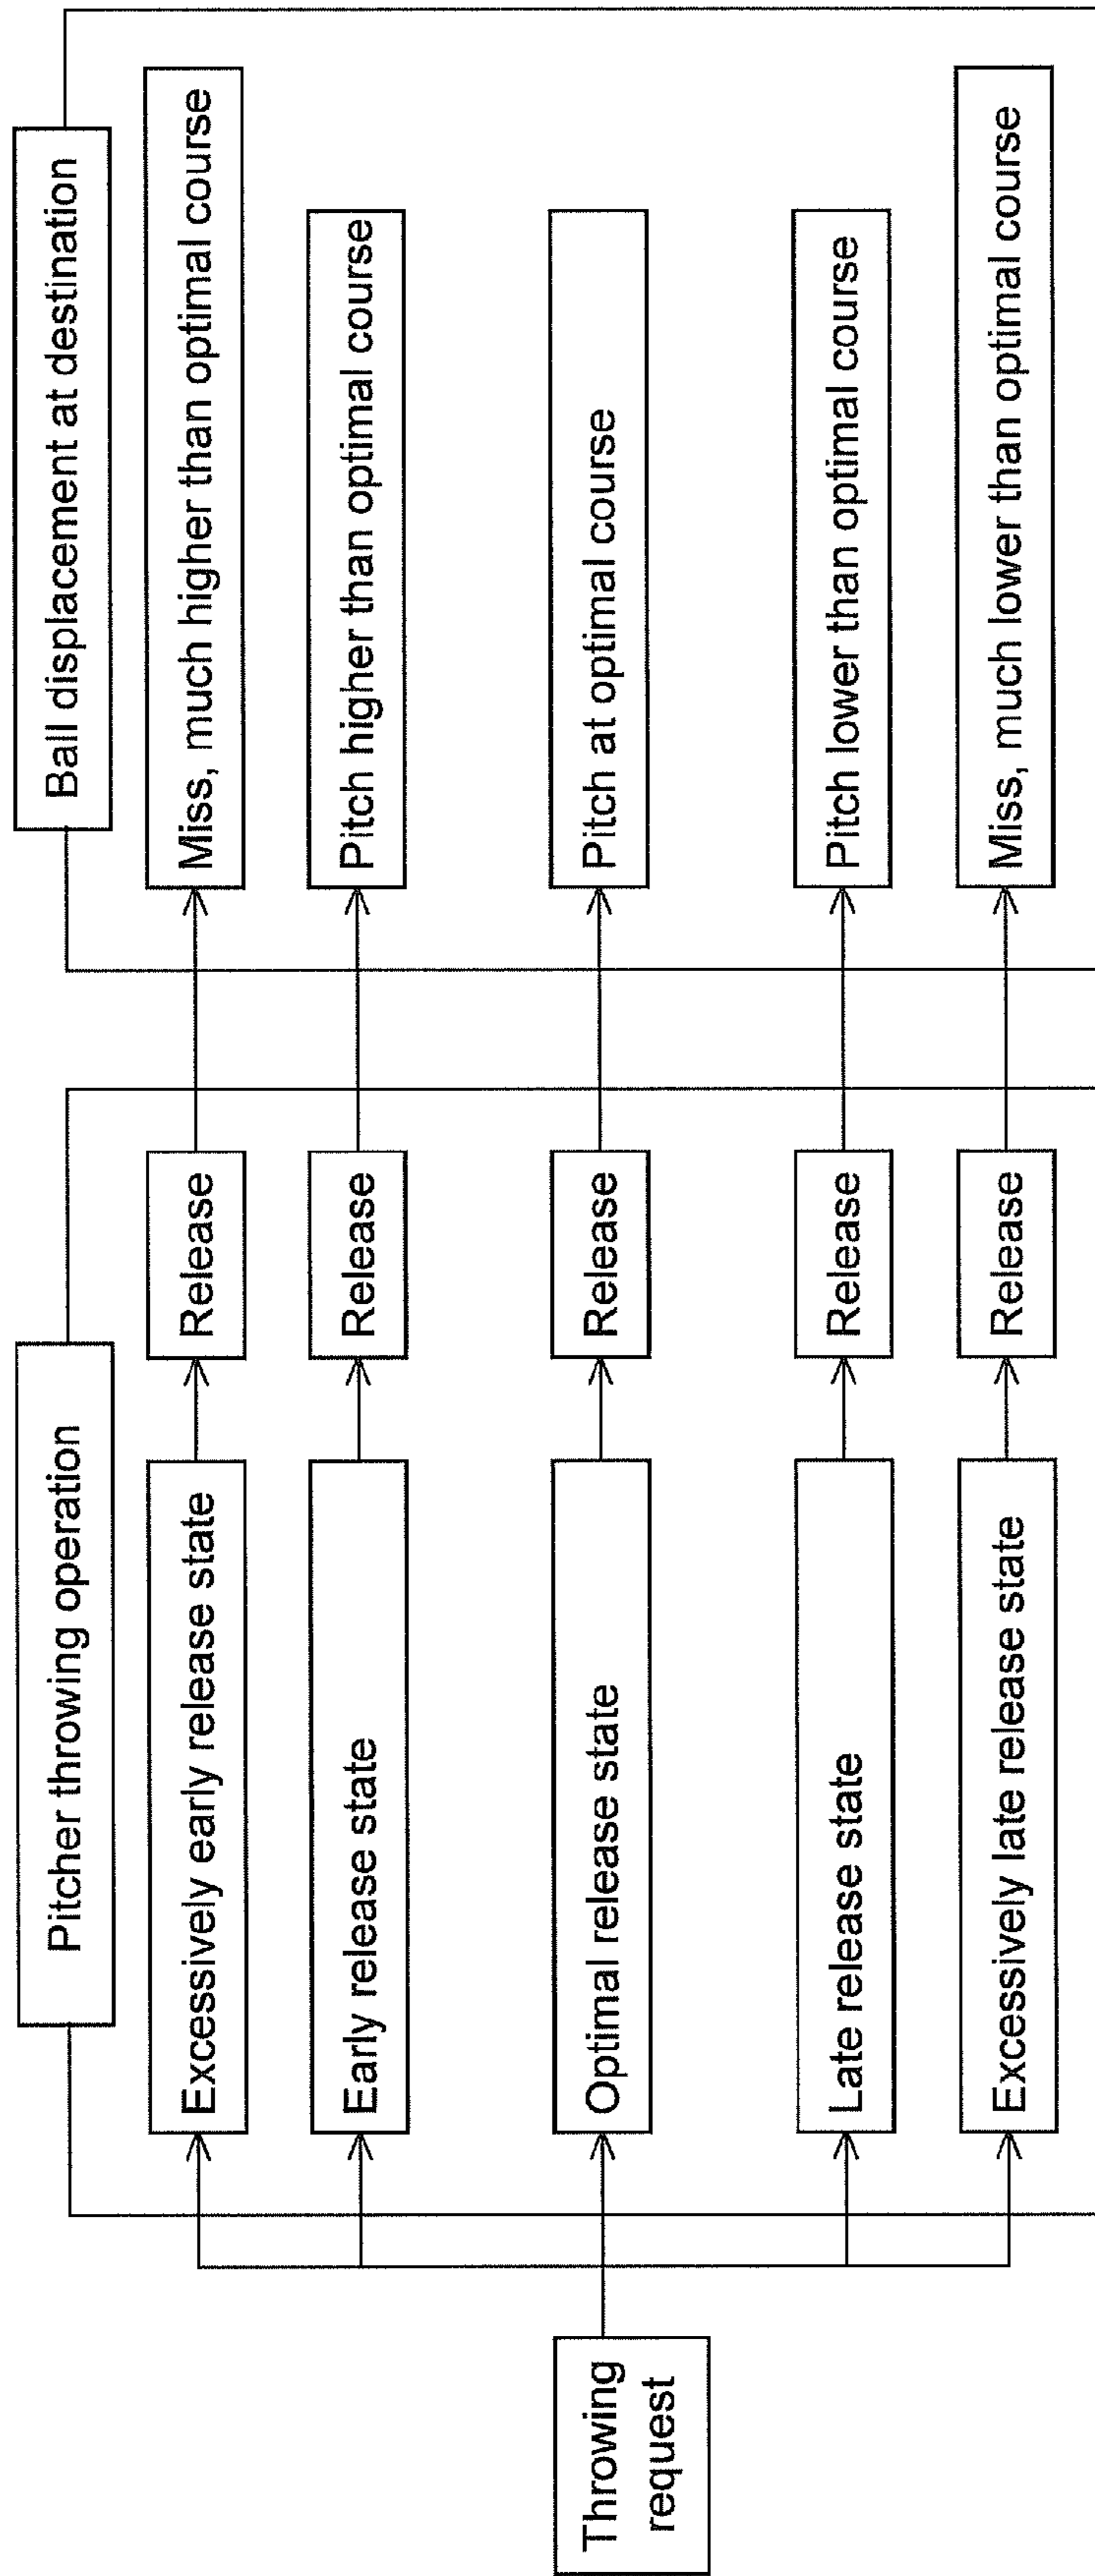 Pitcher throwing operation
Ball displacement at destination
Excessively early release state
Release
Miss, much higher than optimal course
Early release state
Release
Pitch higher than optimal course
Throwing
request
Optimal release state
Release
Pitch at optimal course
Late release state
Release
Pitch lower than optimal course
Excessively late release state
Release
Miss, much lower than optimal course